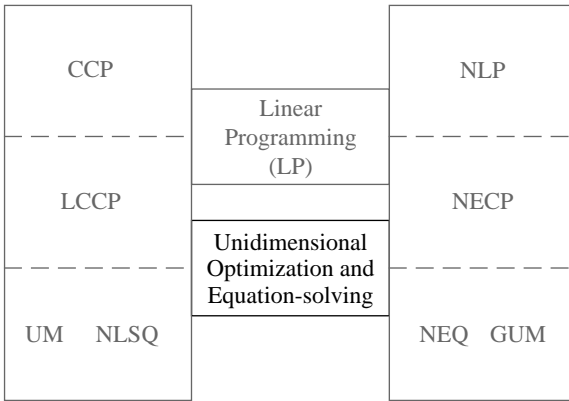 CCP
NLP
Linear
Programming
(LP)
LCCP
NECP
Unidimensional
Optimization and
Equation-solving
UM NLSQ
NEQ GUM